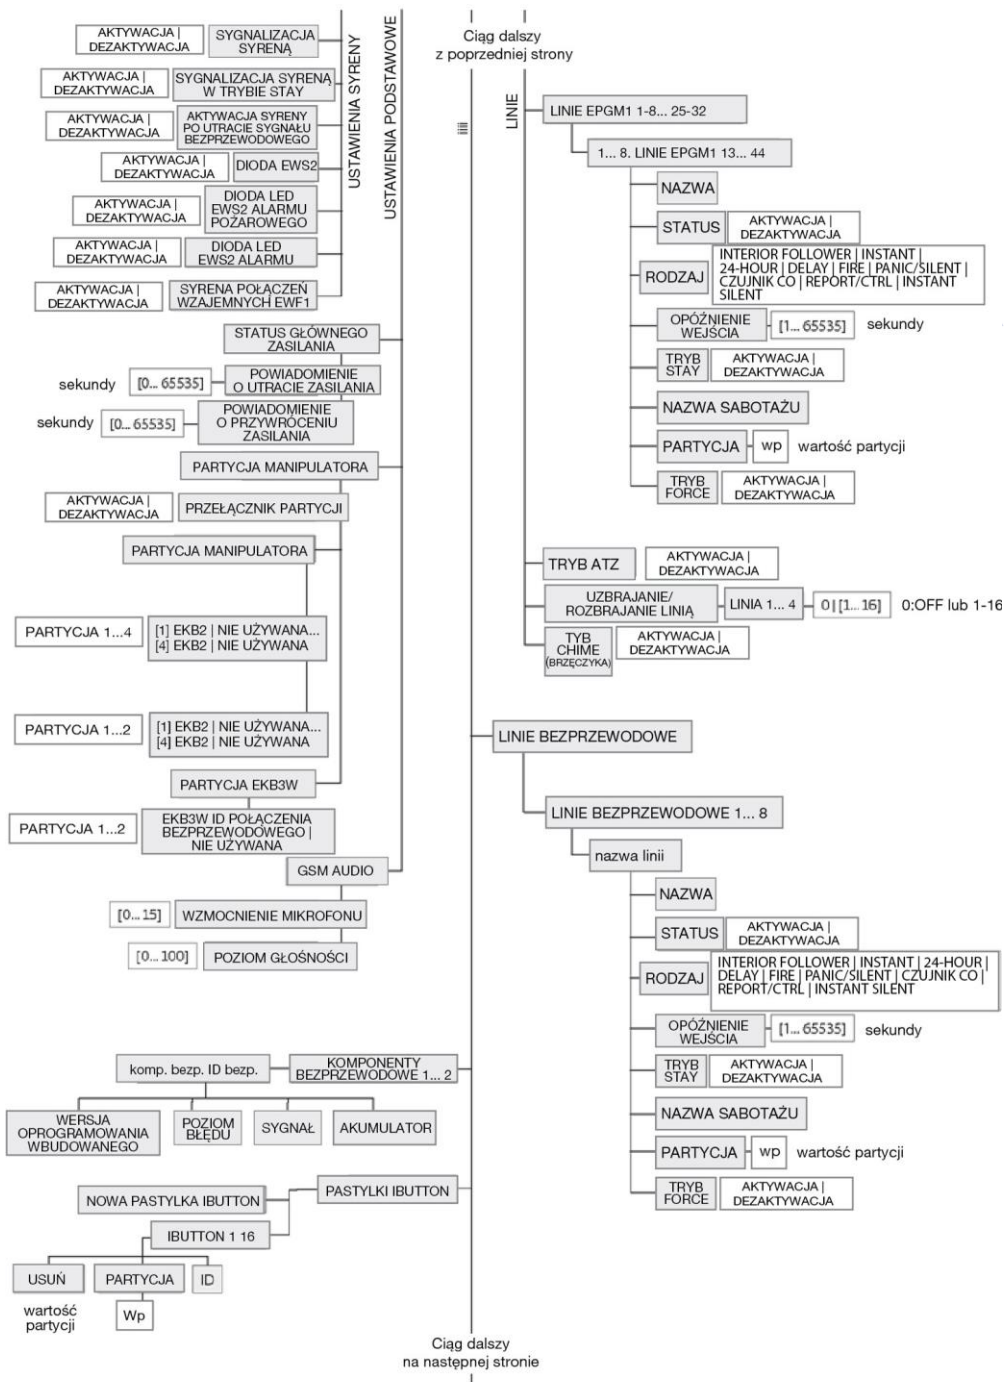 Ciąg dalszy
z poprzedniej strony
USTAWIENIA SYRENY
USTAWIENIA PODSTAWOWE
AKTYWACJA |
DEZAKTYWACJA
SYGNALIZACJA
SYRENĄ
AKTYWACJA |
DEZAKTYWACJA
SYGNALIZACJA SYRENĄ
W TRYBIE STAY
AKTYWACJA |
DEZAKTYWACJA
AKTYWACJA SYRENY
PO UTRACIE SYGNAŁU
BEZPRZEWODOWEGO
AKTYWACJA |
DEZAKTYWACJA
DIODA EWS2
AKTYWACJA |
DEZAKTYWACJA
DIODA LED
EWS2 ALARMU
POŻAROWEGO
AKTYWACJA |
DEZAKTYWACJA
DIODA LED
EWS2 ALARMU
AKTYWACJA |
DEZAKTYWACJA
SYRENA POŁĄCZEŃ
WZAJEMNYCH EWF1
STATUS GŁÓWNEGO
ZASILANIA
sekundy
[0... 65535]
POWIADOMIENIE
O UTRACIE ZASILANIA
sekundy
[0... 65535]
POWIADOMIENIE
O PRZYWRÓCENIU
ZASILANIA
PARTYCJA MANIPULATORA
AKTYWACJA |
DEZAKTYWACJA
PRZEŁĄCZNIK PARTYCJI
PARTYCJA MANIPULATORA
PARTYCJA 1...4
[1] EKB2 | NIE UŻYWANA...
[4] EKB2 | NIE UŻYWANA
PARTYCJA 1...2
[1] EKB2 | NIE UŻYWANA...
[4] EKB2 | NIE UŻYWANA
PARTYCJA EKB3W
PARTYCJA 1...2
EKB3W ID POŁĄCZENIA
BEZPRZEWODOWEGO |
NIE UŻYWANA
GSM AUDIO
[0... 15]
WZMOCNIENIE MIKROFONU
[0... 100]
POZIOM GŁOŚNOŚCI
komp. bezp. ID bezp.
KOMPONENTY
BEZPRZEWODOWE 1... 2
WERSJA
OPROGRAMOWANIA
WBUDOWANEGO
POZIOM
BŁĘDU
SYGNAŁ
AKUMULATOR
PASTYLKI IBUTTON
NOWA PASTYLKA IBUTTON
IBUTTON 1 16
USUŃ
PARTYCJA
ID
wartość
partycji
Wp
LINIE
LINIE EPGM1 1-8... 25-32
1... 8. LINIE EPGM1 13... 44
NAZWA
STATUS
AKTYWACJA |
DEZAKTYWACJA
RODZAJ
INTERIOR FOLLOWER | INSTANT |
24-HOUR | DELAY | FIRE | PANIC/SILENT |
CZUJNIK CO | REPORT/CTRL | INSTANT
SILENT
OPÓŹNIENIE
WEJŚCIA
[1... 65535]
sekundy
TRYB
STAY
AKTYWACJA |
DEZAKTYWACJA
NAZWA SABOTAŻU
PARTYCJA
wp
wartość partycji
TRYB
FORCE
AKTYWACJA |
DEZAKTYWACJA
TRYB ATZ
AKTYWACJA |
DEZAKTYWACJA
UZBRAJANIE/
ROZBRAJANIE LINIĄ
LINIA 1... 4
0 | [1... 16]
0:OFF lub 1-16
TYB
CHIME
(BRZĘCZYKA)
AKTYWACJA |
DEZAKTYWACJA
LINIE BEZPRZEWODOWE
LINIE BEZPRZEWODOWE 1... 8
nazwa linii
NAZWA
STATUS
AKTYWACJA |
DEZAKTYWACJA
RODZAJ
INTERIOR FOLLOWER | INSTANT | 24-HOUR |
DELAY | FIRE | PANIC/SILENT | CZUJNIK CO |
REPORT/CTRL | INSTANT SILENT
OPÓŹNIENIE
WEJŚCIA
[1... 65535]
sekundy
TRYB
STAY
AKTYWACJA |
DEZAKTYWACJA
NAZWA SABOTAŻU
PARTYCJA
wp
wartość partycji
TRYB
FORCE
AKTYWACJA |
DEZAKTYWACJA
Ciąg dalszy
na następnej stronie